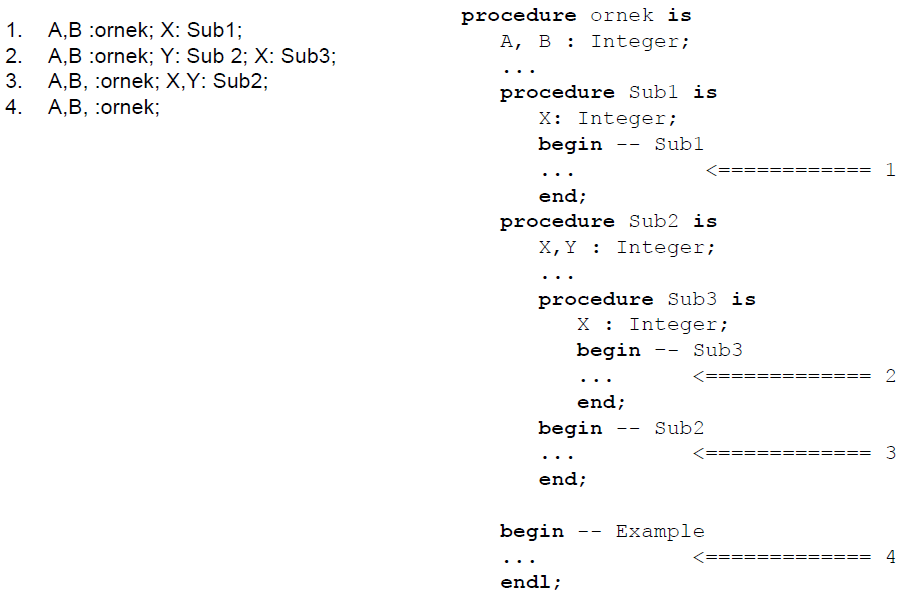 1. A,B :ornek; X: Sub1;
2. A,B :ornek; Y: Sub 2; X: Sub3;
3. A,B, :ornek; X,Y: Sub2;
4. A,B, :ornek;
procedure ornek is
A, B : Integer;
...
procedure Sub1 is
X: Integer;
begin -- Sub1
... <============ 1
end;
procedure Sub2 is
X,Y : Integer;
...
procedure Sub3 is
X : Integer;
begin -- Sub3
... <============= 2
end;
begin -- Sub2
... <============= 3
end;
begin -- Example
... <============= 4
endl;